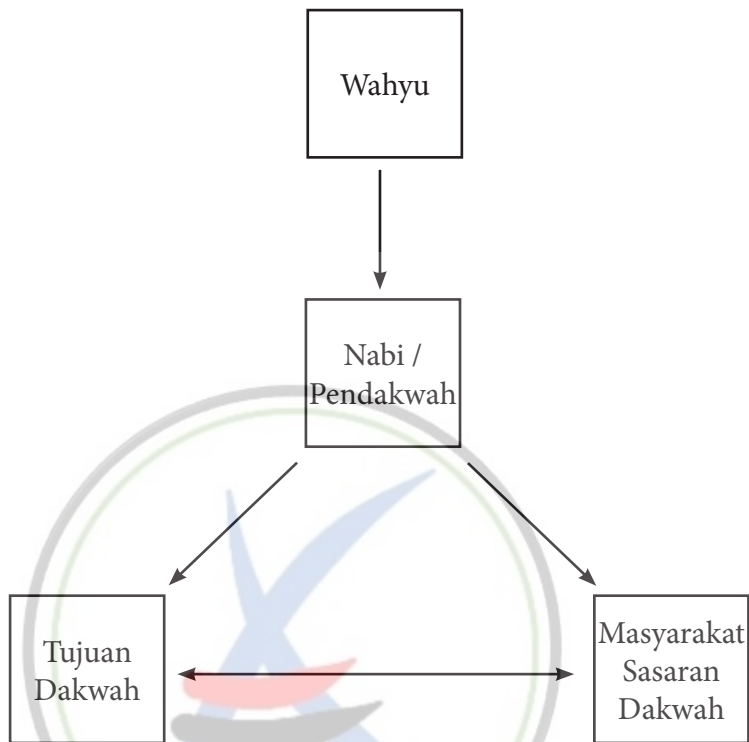 Wahyu
Nabi /
Pendakwah
Tujuan
Dakwah
Masyarakat
Sasaran
Dakwah